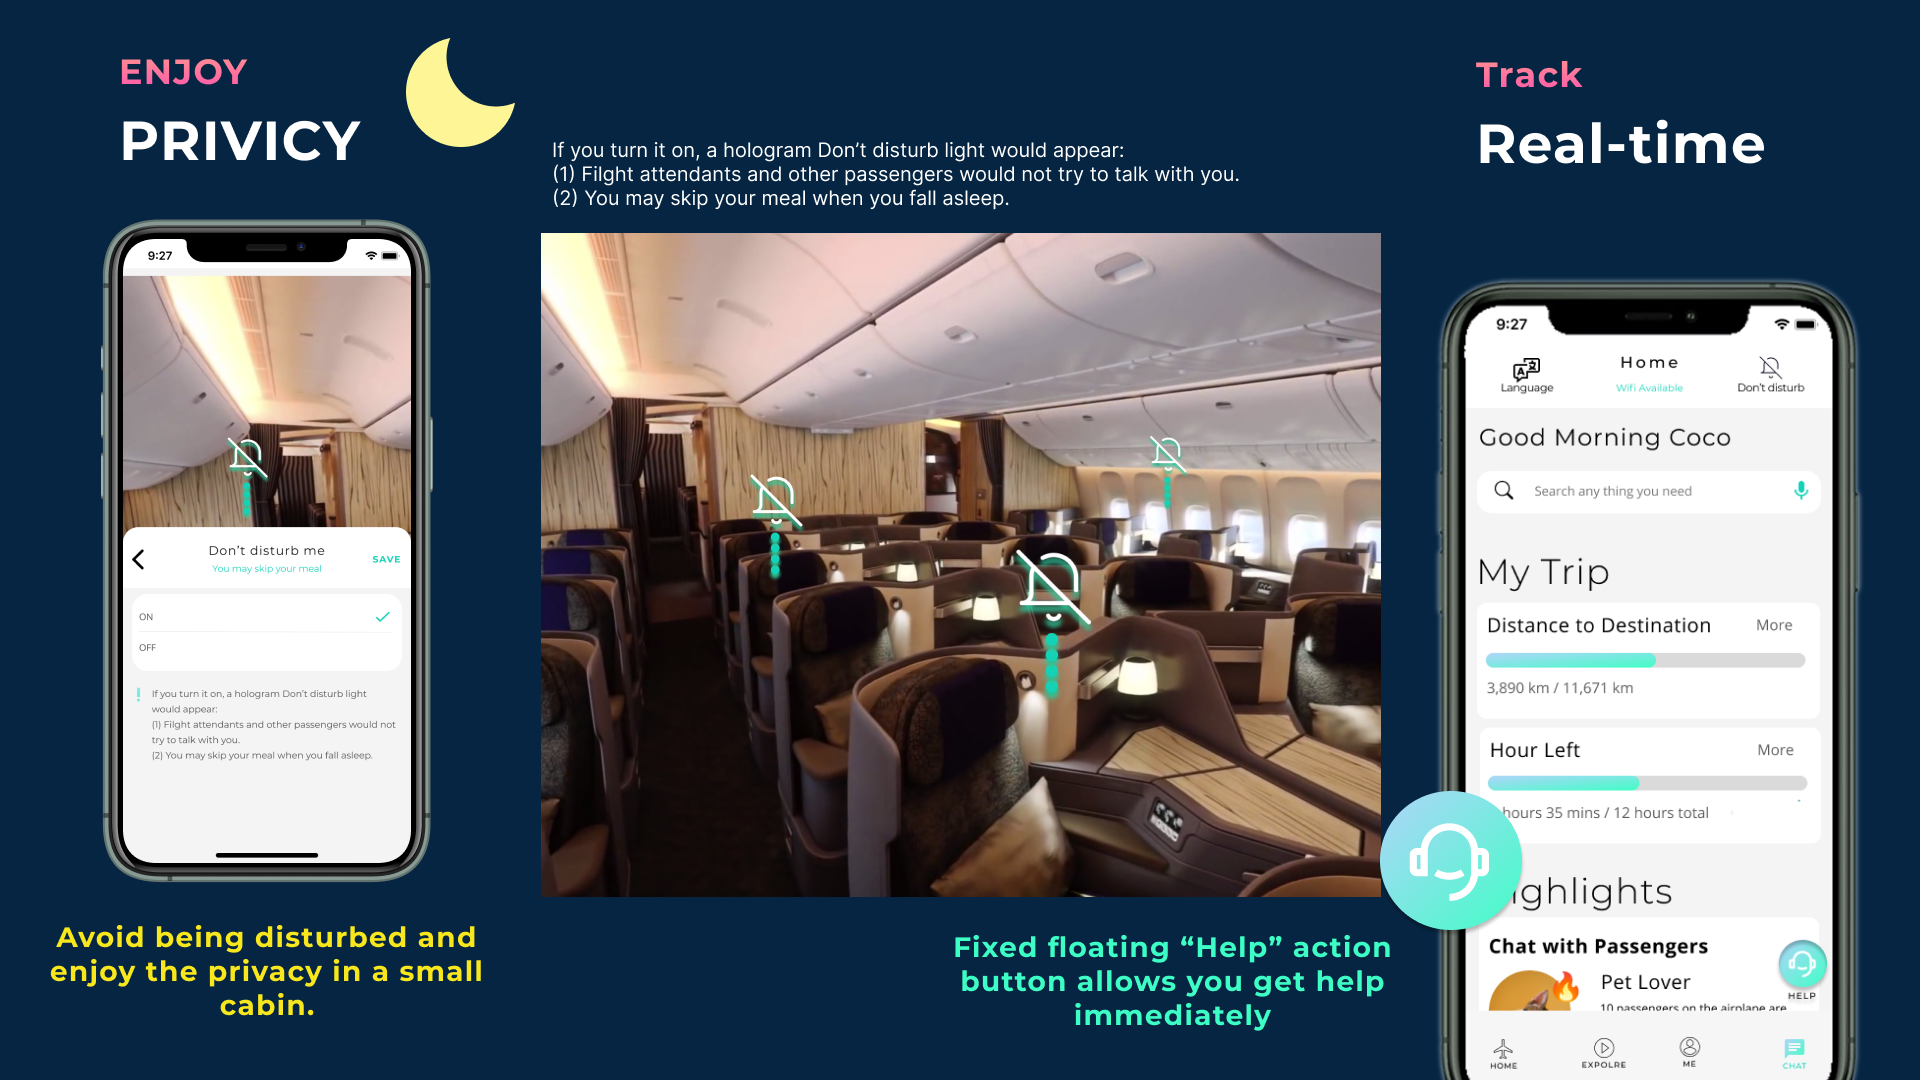 ENJOY
PRIVICY
If you turn it on, a hologram Don’t disturb light would appear:
(1) Filght attendants and other passengers would not try to talk with you.
(2) You may skip your meal when you fall asleep.
9:27
Don’t disturb me
You may skip your meal
SAVE
ON
OFF
If you turn it on, a hologram Don’t disturb light
would appear:
(1) Filght attendants and other passengers would not
try to talk with you.
(2) You may skip your meal when you fall asleep.
Avoid being disturbed and
enjoy the privacy in a small
cabin.
Fixed floating “Help” action
button allows you get help
immediately
Track
Real-time
9:27
Language
Home
Wifi Available
Don’t disturb
Good Morning Coco
Search any thing you need
My Trip
Distance to Destination
More
3,890 km / 11,671 km
Hour Left
More
hours 35 mins / 12 hours total
ghlights
Chat with Passengers
Pet Lover
10 passengers on the airplane are
HELP
HOME
EXPOLRE
ME
CHAT